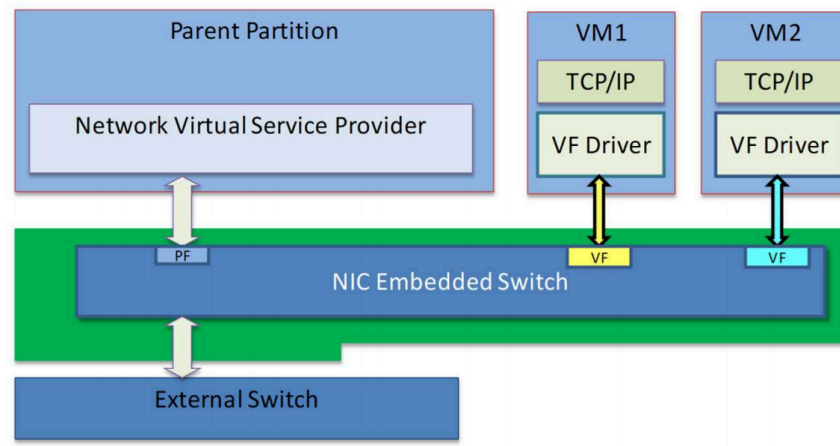 Parent Partition
VM1
VM2
TCP/IP
TCP/IP
Network Virtual Service Provider
VF Driver
VF Driver
PF
VF
VF
NIC Embedded Switch
External Switch